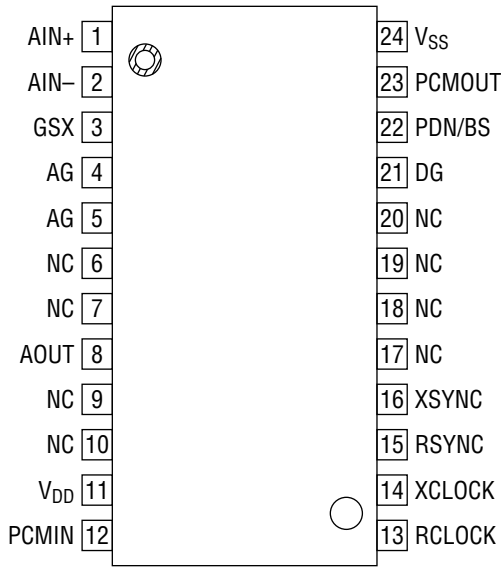 AIN+ 1 24 VSS
AIN– 2 23 PCMOUT
GSX 3 22 PDN/BS
AG 4 21 DG
AG 5 20 NC
NC 6 19 NC
NC 7 18 NC
AOUT 8 17 NC
NC 9 16 XSYNC
NC 10 15 RSYNC
VDD 11 14 XCLOCK
PCMIN 12 13 RCLOCK